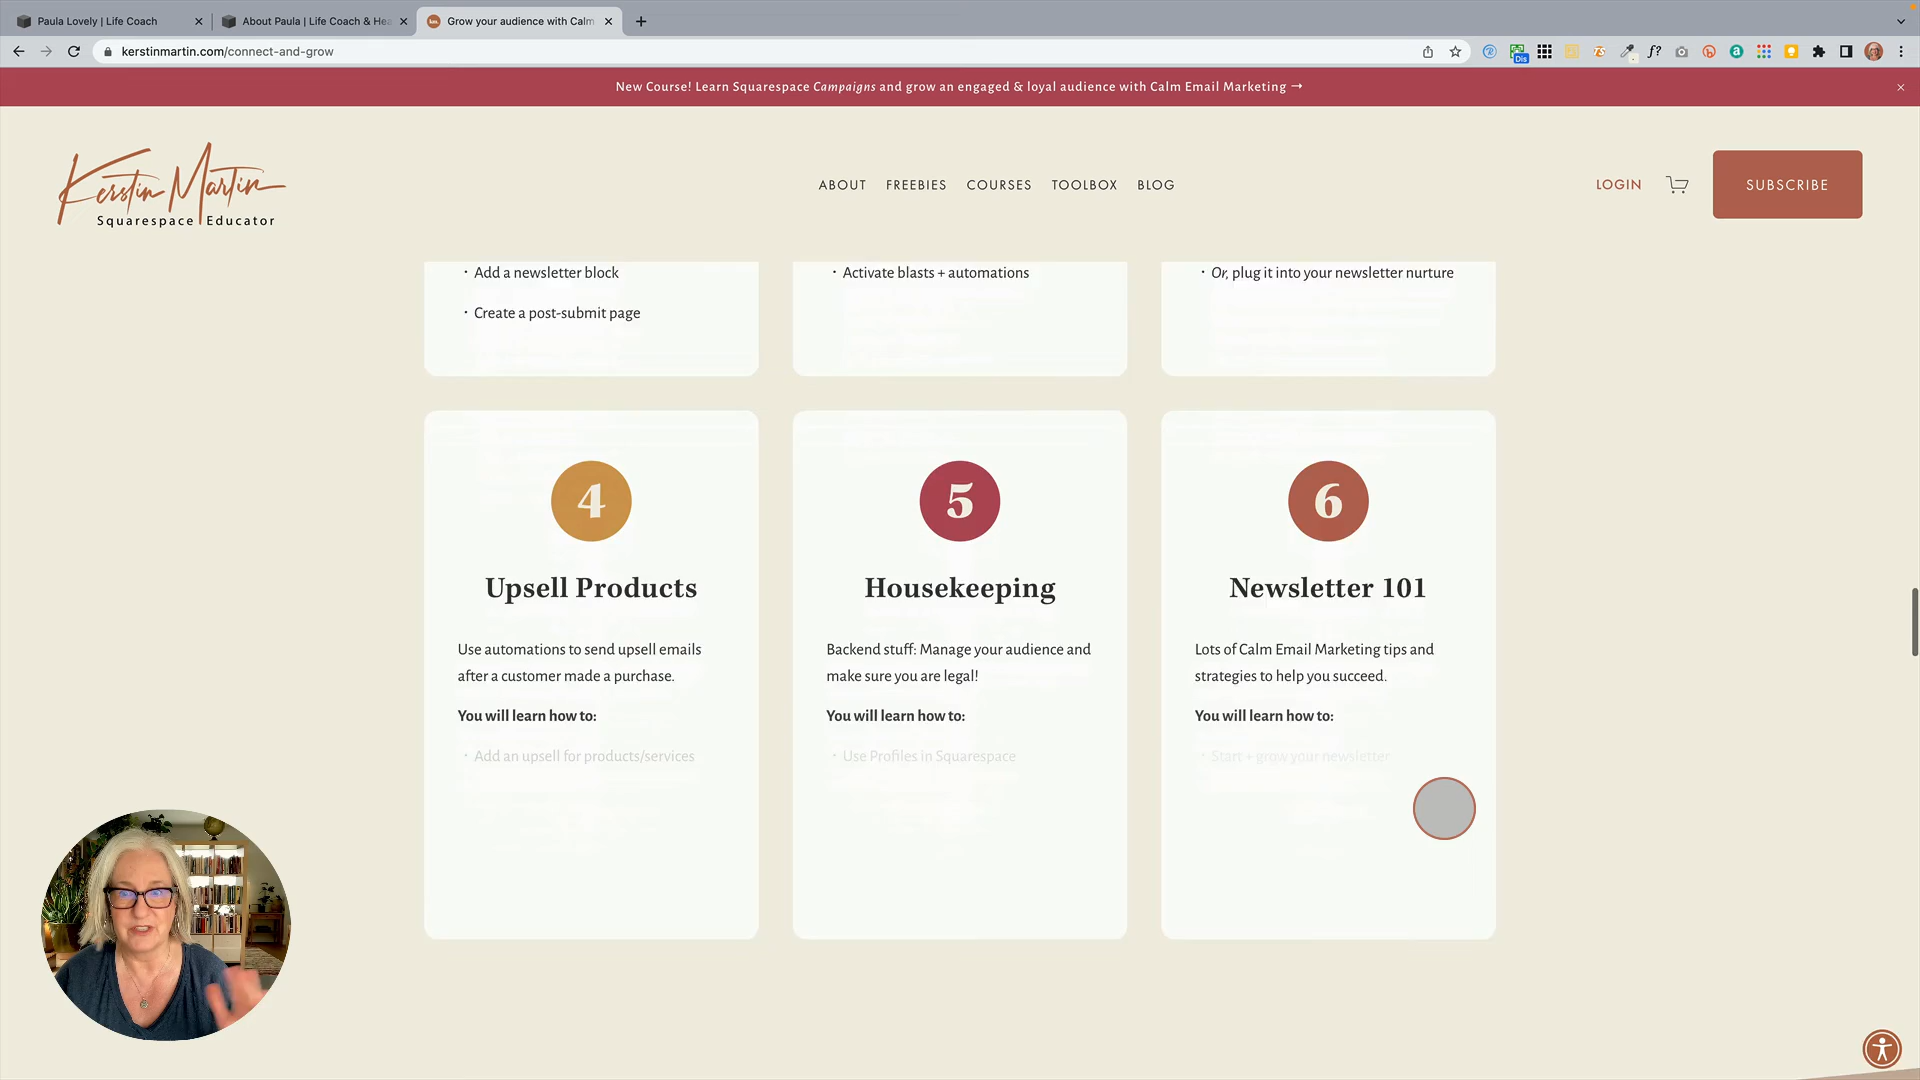 Paula Lovely | Life Coach
About Paula | Life Coach & Hea
Grow your audience with Calm
kerstinmartin.com/connect-and-grow
Dis
f?
New Course! Learn Squarespace Campaigns and grow an engaged & loyal audience with Calm Email Marketing →
Kerstin Martin
Squarespace Educator
ABOUT
FREEBIES
COURSES
TOOLBOX
BLOG
LOGIN
SUBSCRIBE
· Add a newsletter block
· Create a post-submit page
· Activate blasts + automations
· Or, plug it into your newsletter nurture
4
Upsell Products
Use automations to send upsell emails
after a customer made a purchase.
You will learn how to:
· Add an upsell for products/services
5
Housekeeping
Backend stuff: Manage your audience and
make sure you are legal!
You will learn how to:
· Use Profiles in Squarespace
6
Newsletter 101
Lots of Calm Email Marketing tips and
strategies to help you succeed.
You will learn how to:
· Start + grow your newsletter